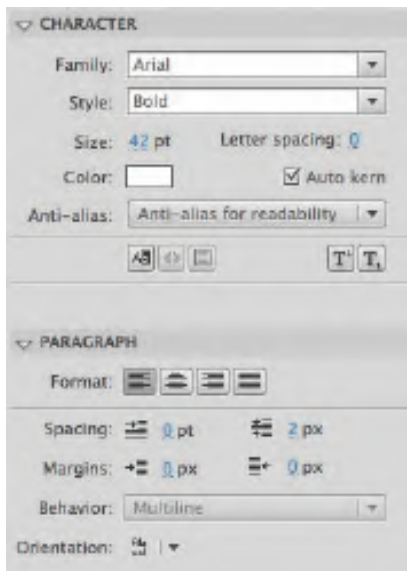 CHARACTER
Family: Arial
Style: Bold
Size: 42 pt Letter spacing: 0
Color: Auto kern
Anti-alias: Anti-alias for readability
T T
PARAGRAPH
Format:
Spacing: 0 pt 2 px
Margins: 0 px 0 px
Behavior: Multiline
Orientation: